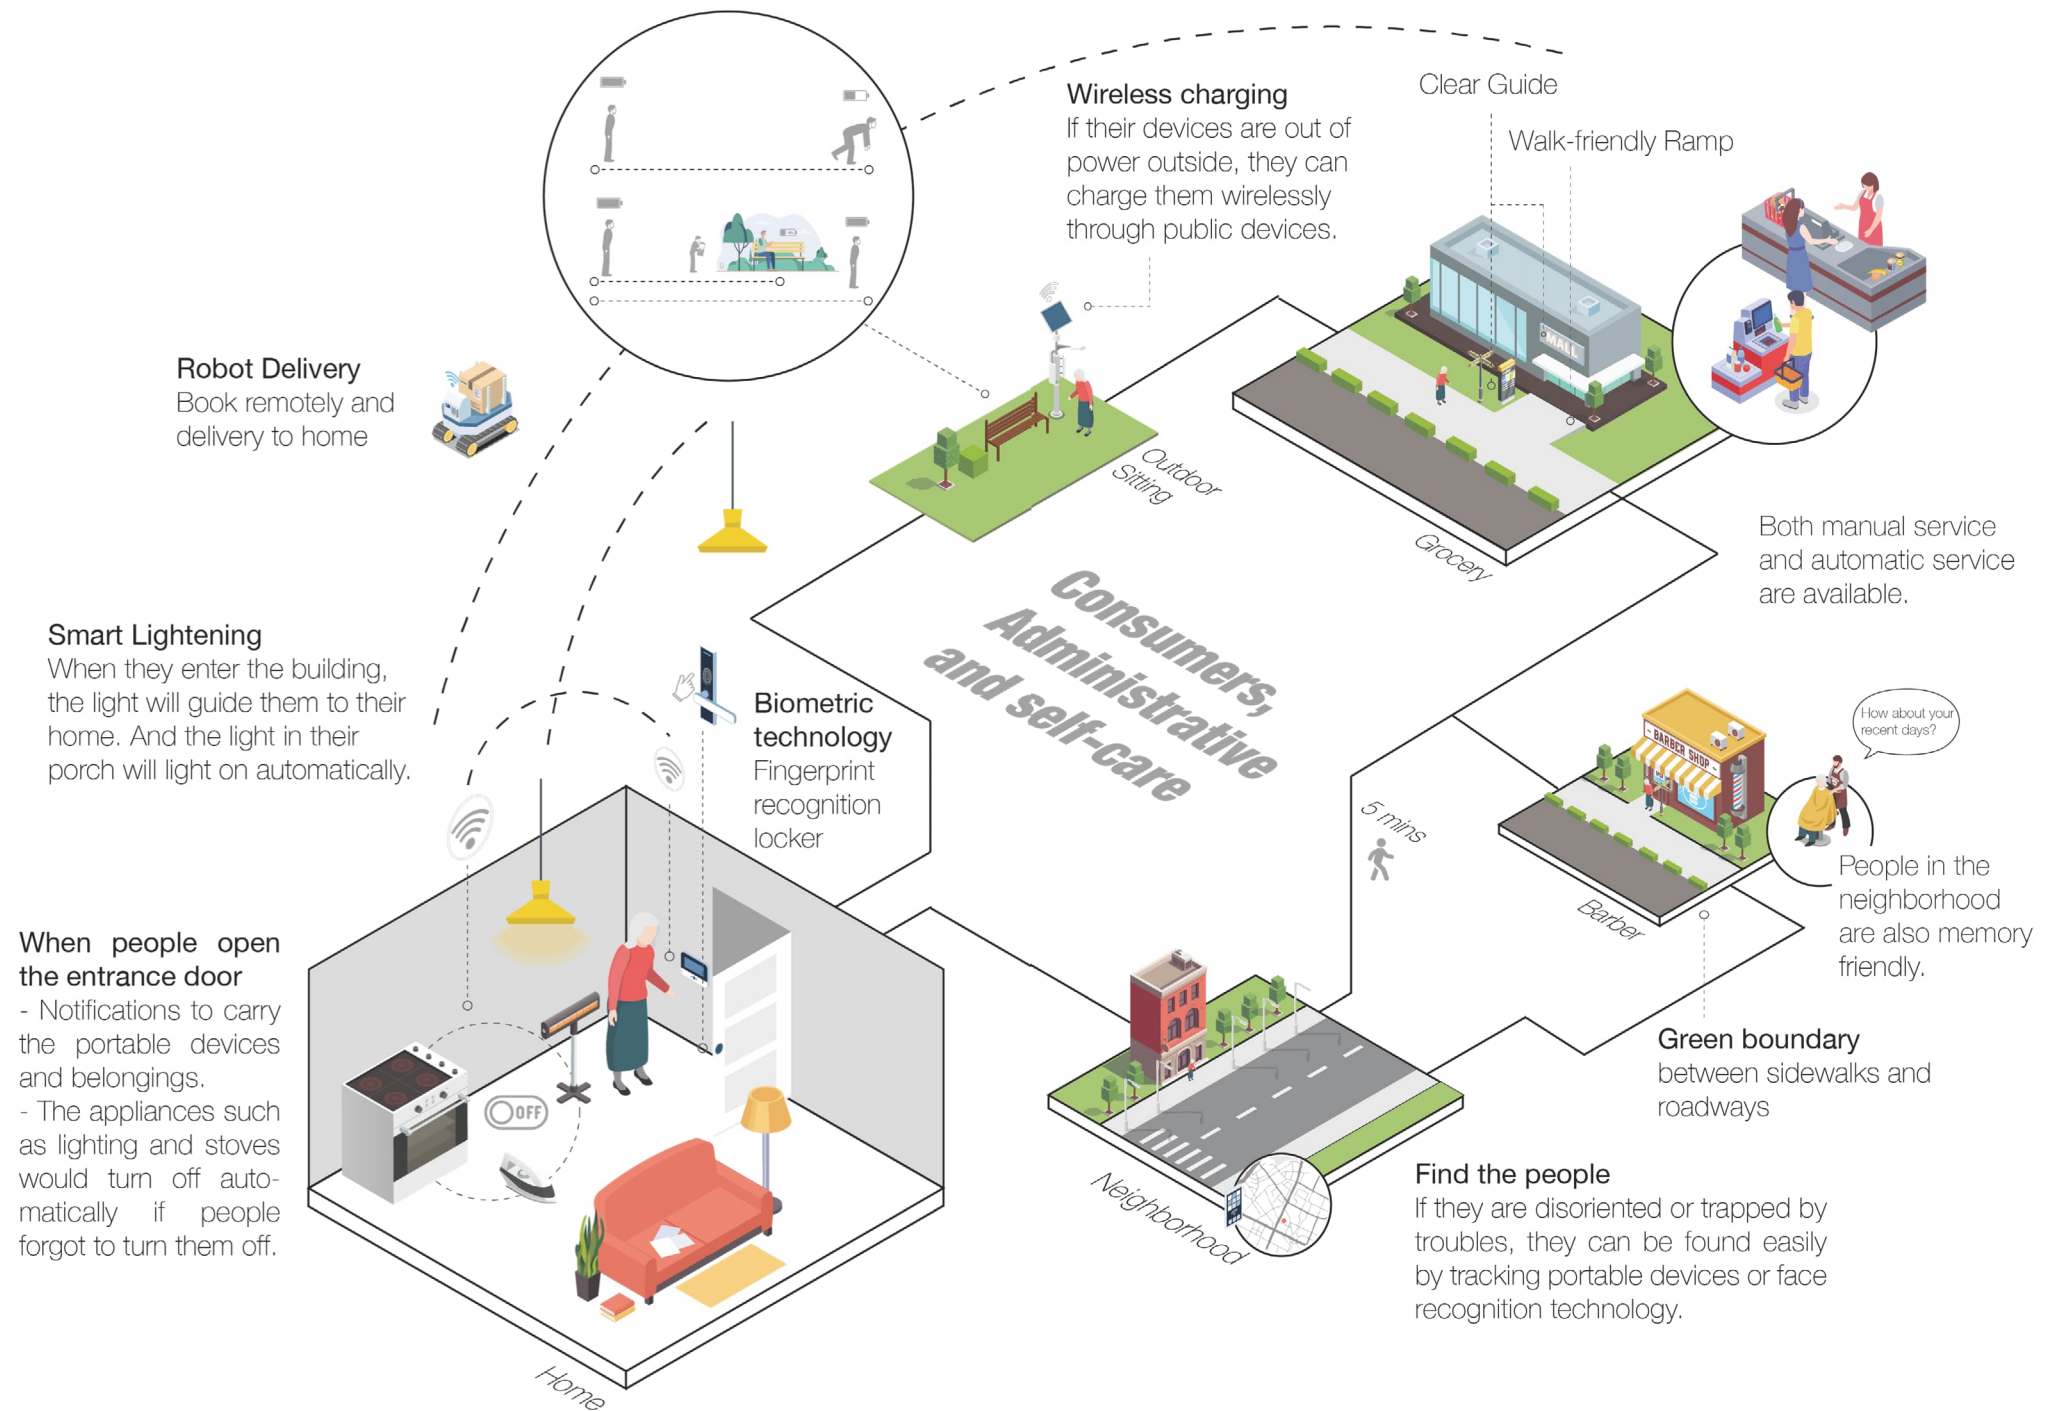 Clear Guide
Walk-friendly Ramp
Wireless charging
If their devices are out of
power outside, they can
charge them wirelessly
through public devices.
MALL
Robot Delivery
Book remotely and
delivery to home
Outdoor
Sitting
Grocery
Both manual service
and automatic service
are available.
Consumers,
Administrative
and self-care
Smart Lightening
When they enter the building,
the light will guide them to their
home. And the light in their
porch will light on automatically.
Biometric
technology
Fingerprint
recognition
locker
How about your
recent days?
- BARBER SHOP -
5 mins
Barber
People in the
neighborhood
are also memory
friendly.
When people open
the entrance door
- Notifications to carry
the portable devices
and belongings.
- The appliances such
as lighting and stoves
would turn off auto-
matically if people
forgot to turn them off.
OFF
Green boundary
between sidewalks and
roadways
Neighborhood
Find the people
If they are disoriented or trapped by
troubles, they can be found easily
by tracking portable devices or face
recognition technology.
Home